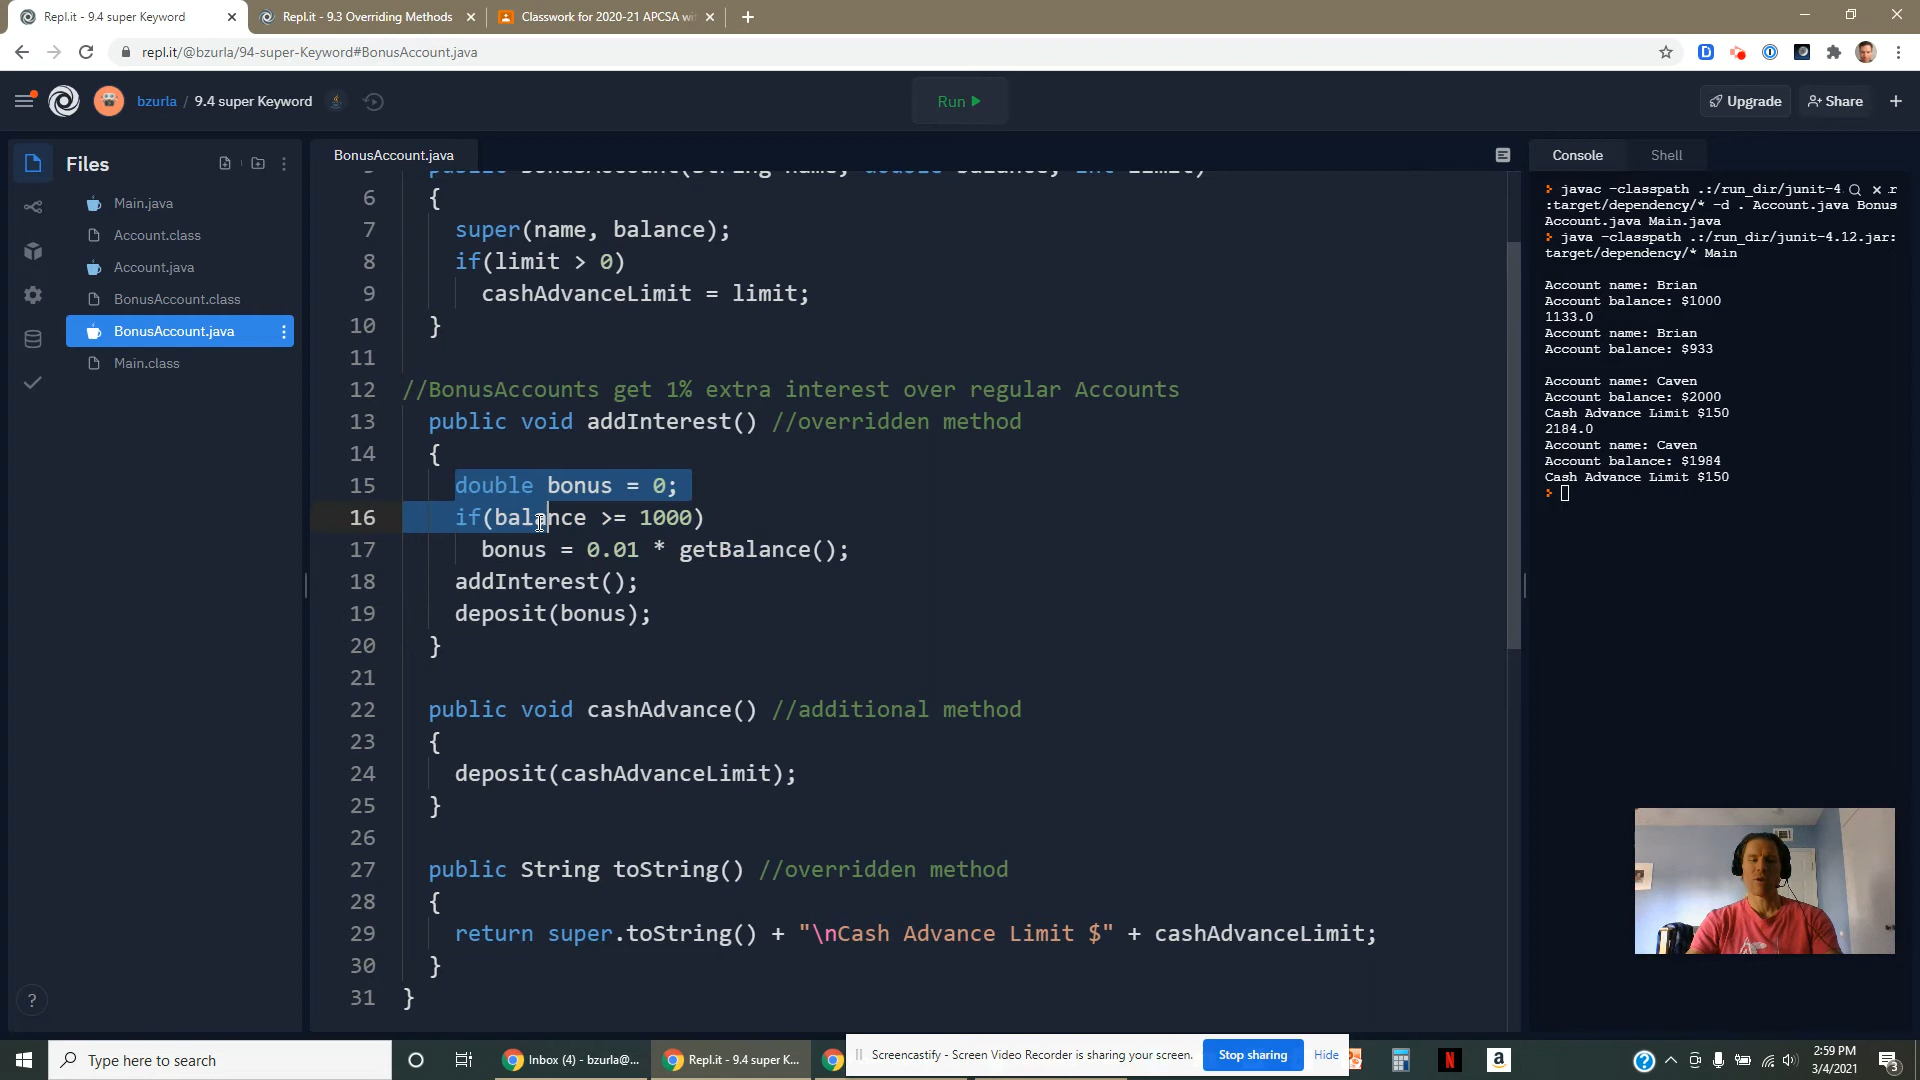 Repl.it - 9.4 super Keyword
Repl.it - 9.3 Overriding Methods
Classwork for 2020-21 APCSA wi
repl.it/@bzurla/94-super-Keyword#BonusAccount.java
bzurla / 9.4 super Keyword
Run
Upgrade
Share
Files
Main.java
Account.class
Account.java
BonusAccount.class
BonusAccount.java
Main.class
BonusAccount.java
5 public BonusAccount(String name, double balance, int limit)
6 {
7 super(name, balance);
8 if(limit > 0)
9 cashAdvanceLimit = limit;
10 }
11
12 //BonusAccounts get 1% extra interest over regular Accounts
13 public void addInterest() //overridden method
14 {
15 double bonus = 0;
16 if(balance >= 1000)
17 bonus = 0.01 * getBalance();
18 addInterest();
19 deposit(bonus);
20 }
21
22 public void cashAdvance() //additional method
23 {
24 deposit(cashAdvanceLimit);
25 }
26
27 public String toString() //overridden method
28 {
29 return super.toString() + "\nCash Advance Limit $" + cashAdvanceLimit;
30 }
31 }
Console
Shell
javac -classpath .:/run_dir/junit-4. r
:target/dependency/* -d . Account.java Bonus
Account.java Main.java
java -classpath .:/run_dir/junit-4.12.jar:
target/dependency/* Main
Account name: Brian
Account balance: $1000
1133.0
Account name: Brian
Account balance: $933
Account name: Caven
Account balance: $2000
Cash Advance Limit $150
2184.0
Account name: Caven
Account balance: $1984
Cash Advance Limit $150
Type here to search
Inbox (4) - bzurla@...
Repl.it - 9.4 super K...
Screencastify - Screen Video Recorder is sharing your screen.
Stop sharing
Hide
2:59 PM
3/4/2021
3